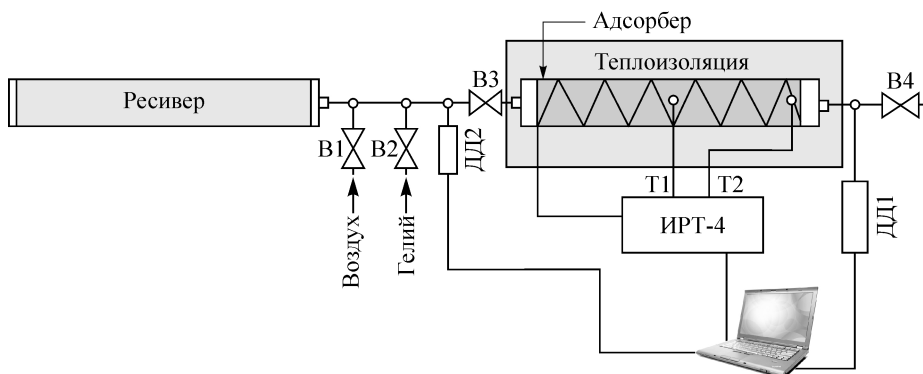 Адсорбер
Теплоизоляция
Ресивер
В3
В4
В1
В2
ДД2
Т1
Т2
ИРТ-4
ДД1
Воздух
Гелий